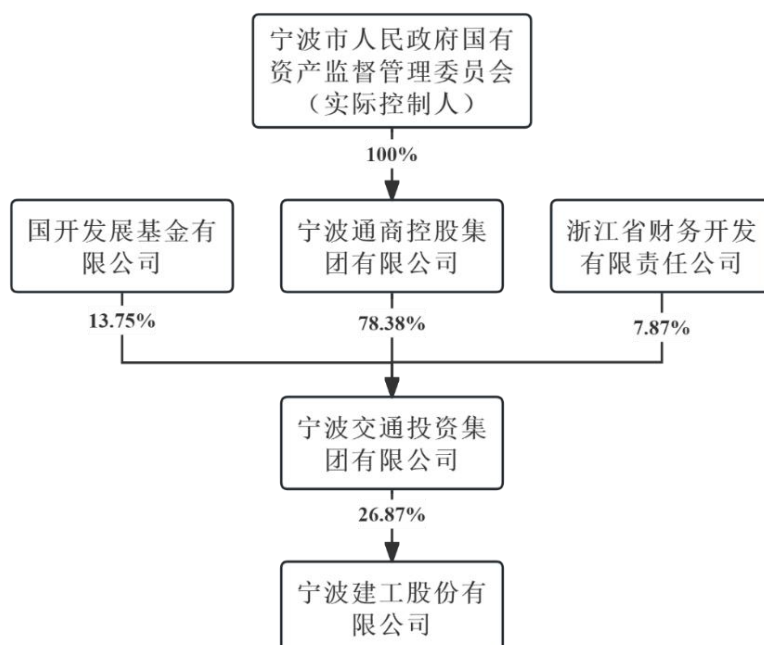 宁波市人民政府国有
资产监督管理委员会
（实际控制人）
100%
国开发展基金有
限公司
宁波通商控股集
团有限公司
浙江省财务开发
有限责任公司
13.75%
78.38%
7.87%
宁波交通投资集
团有限公司
26.87%
宁波建工股份有
限公司